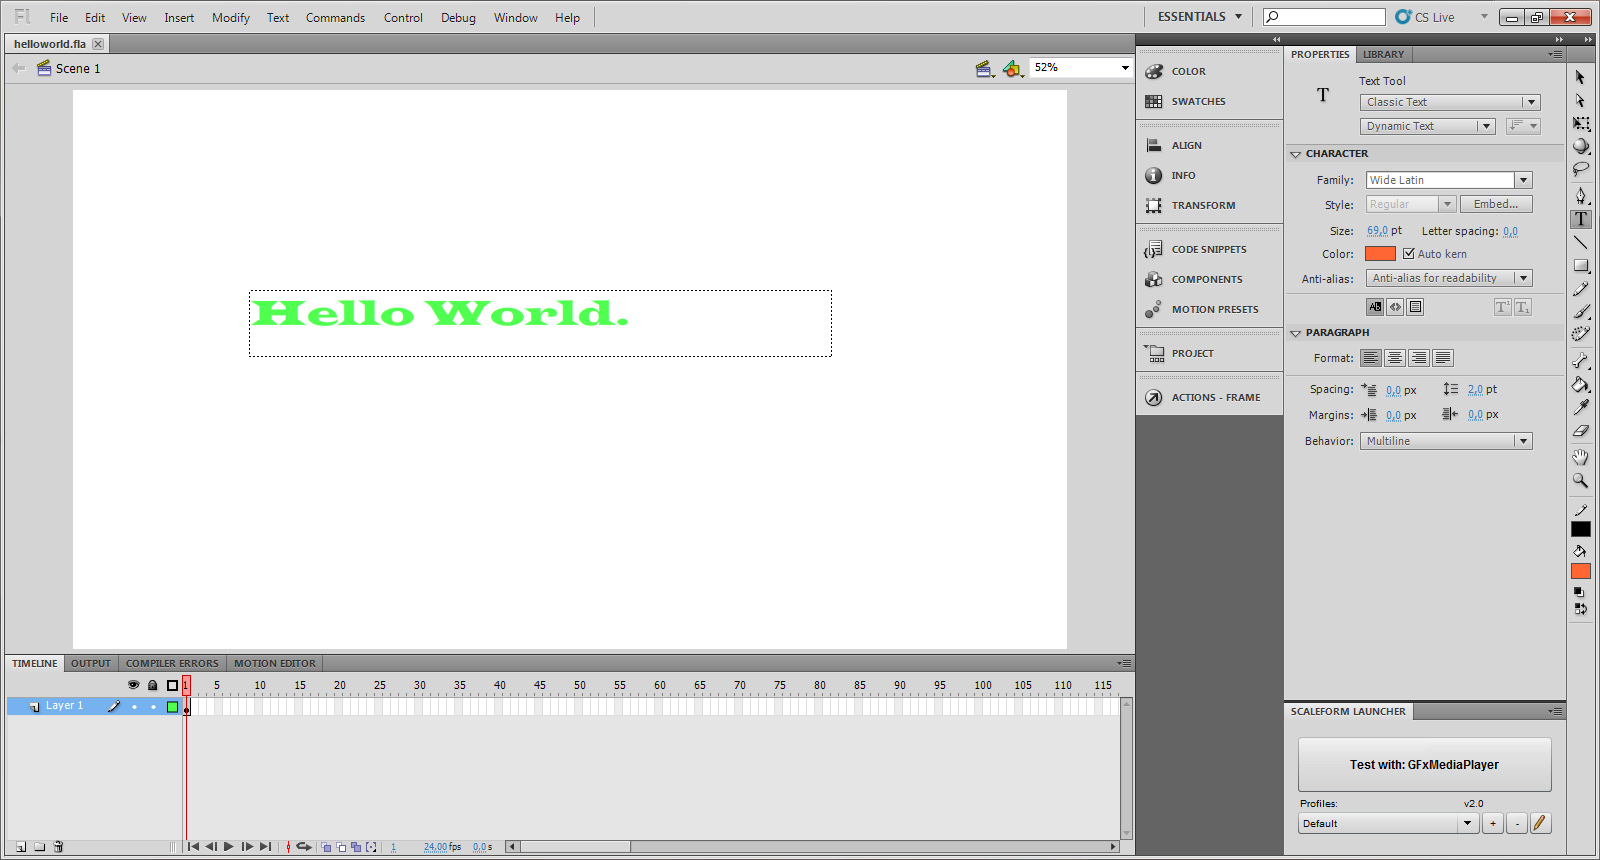 Fl File Edit View Insert Modify Text Commands Control Debug Window Help ESSENTIALS CS Live
helloworld.fla
Scene 1 52%
Hello World.
COLOR
SWATCHES
ALIGN
INFO
TRANSFORM
CODE SNIPPETS
COMPONENTS
MOTION PRESETS
PROJECT
ACTIONS - FRAME
PROPERTIES LIBRARY
Text Tool
T Classic Text
Dynamic Text
CHARACTER
Family: Wide Latin
Style: Regular Embed...
Size: 69,0 pt Letter spacing: 0,0
Color: Auto kern
Anti-alias: Anti-alias for readability
PARAGRAPH
Format:
Spacing: 0,0 px 2,0 pt
Margins: 0,0 px 0,0 px
Behavior: Multiline
TIMELINE OUTPUT COMPILER ERRORS MOTION EDITOR
1 5 10 15 20 25 30 35 40 45 50 55 60 65 70 75 80 85 90 95 100 105 110 115
Layer 1
1 24,00 fps 0,0 s
SCALEFORM LAUNCHER
Test with: GFxMediaPlayer
Profiles: v2.0
Default + -